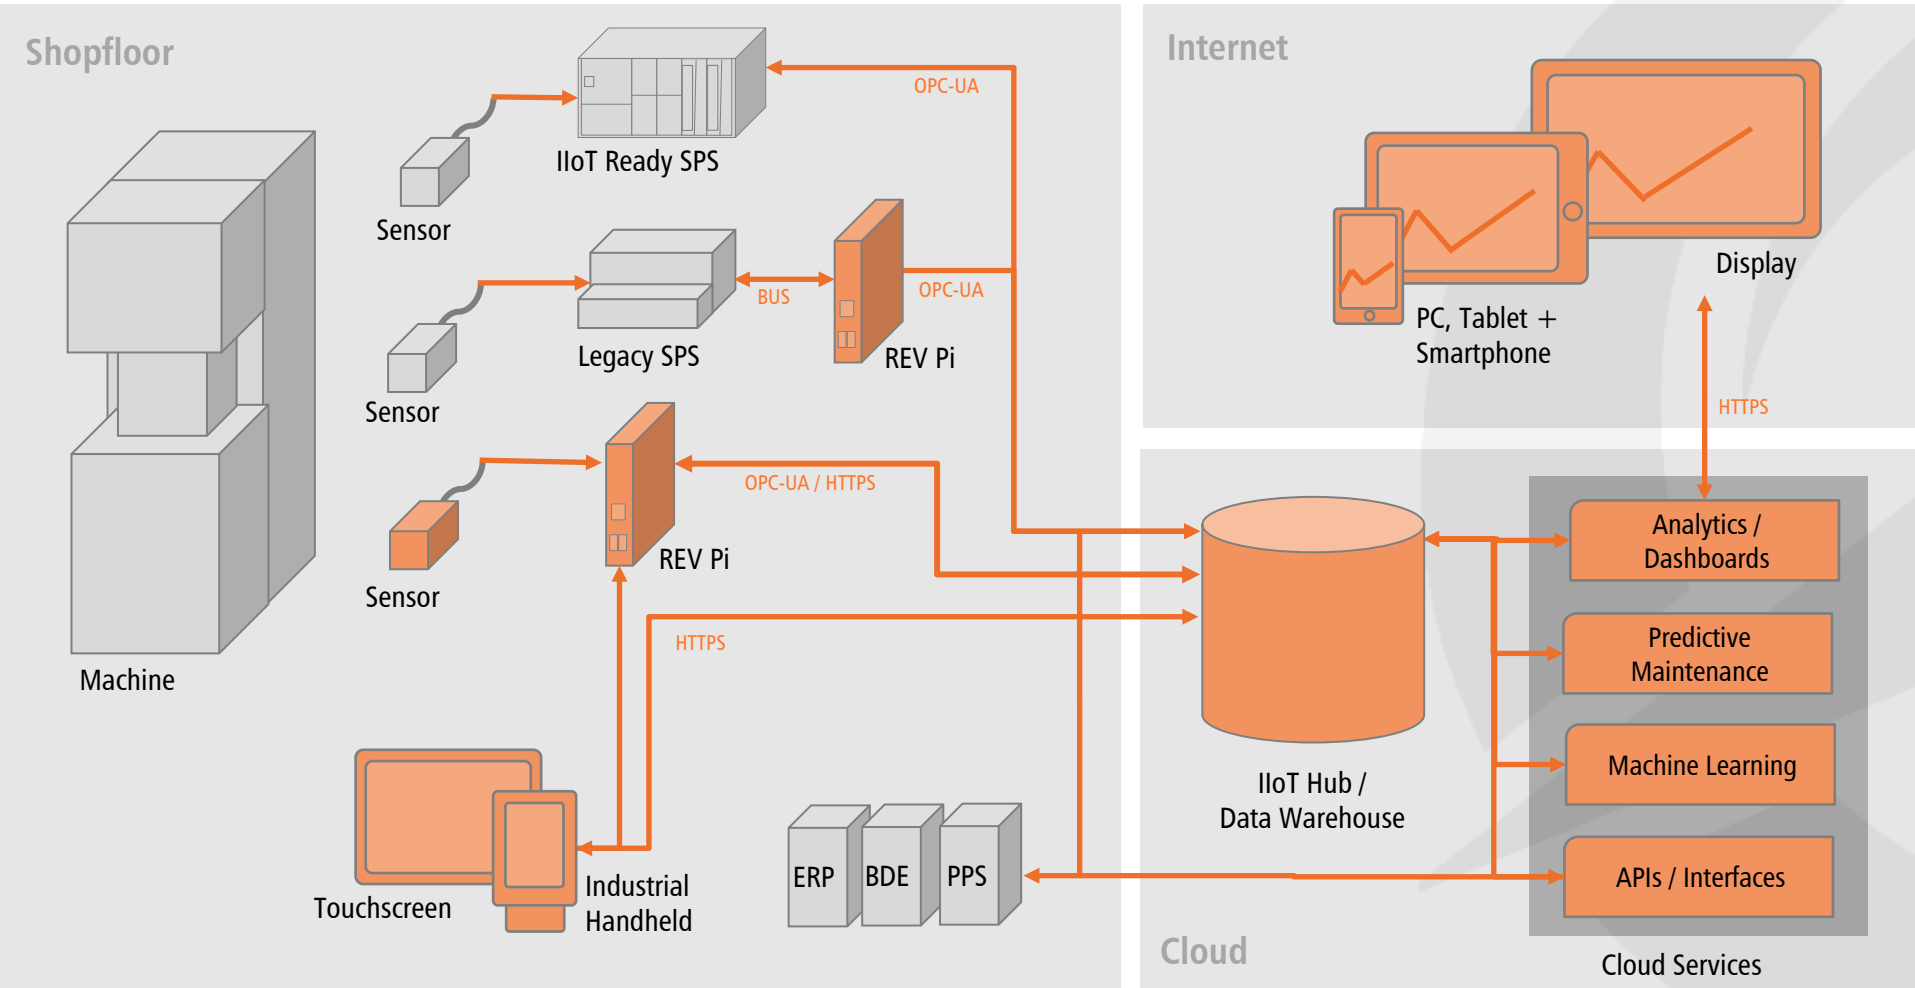 Shopfloor
Internet
OPC-UA
IIoT Ready SPS
Sensor
Display
BUS
OPC-UA
PC, Tablet +
Smartphone
Legacy SPS
REV Pi
Sensor
HTTPS
OPC-UA / HTTPS
Analytics /
Dashboards
REV Pi
Sensor
HTTPS
Predictive
Maintenance
Machine
Machine Learning
IIoT Hub /
Data Warehouse
ERP
BDE
PPS
APIs / Interfaces
Industrial
Handheld
Touchscreen
Cloud
Cloud Services